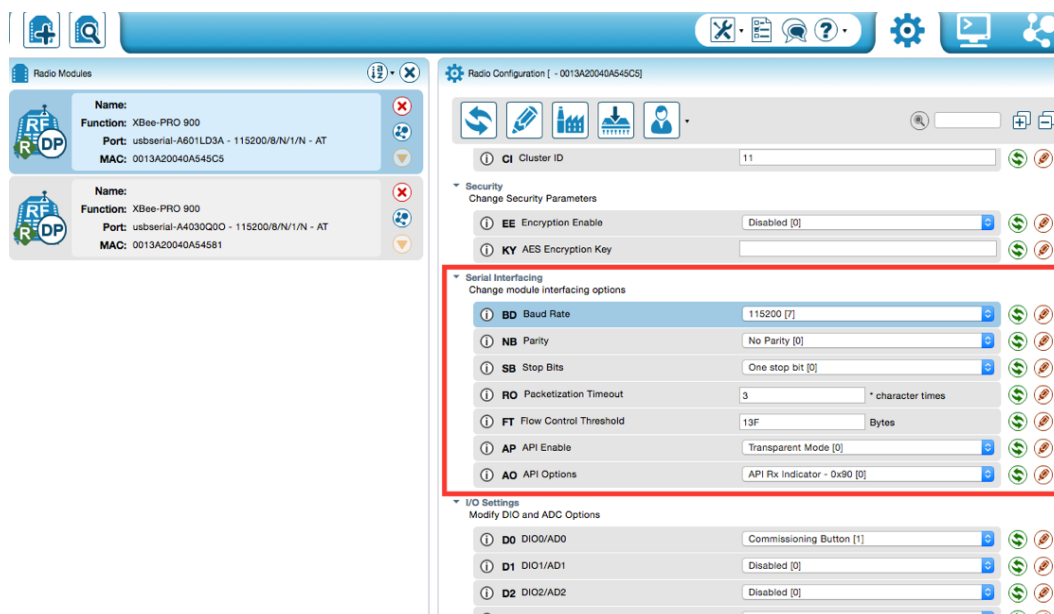 Radio Modules
Name:
Function: XBee-PRO 900
Port: usbserial-A601LD3A - 115200/8/N/1/N - AT
MAC: 0013A20040A545C5
Name:
Function: XBee-PRO 900
Port: usbserial-A4030Q0O - 115200/8/N/1/N - AT
MAC: 0013A20040A54581
Radio Configuration [ - 0013A20040A545C5]
CI Cluster ID 11
Security
Change Security Parameters
EE Encryption Enable Disabled [0]
KY AES Encryption Key
Serial Interfacing
Change module interfacing options
BD Baud Rate 115200 [7]
NB Parity No Parity [0]
SB Stop Bits One stop bit [0]
RO Packetization Timeout 3 * character times
FT Flow Control Threshold 13F Bytes
AP API Enable Transparent Mode [0]
AO API Options API Rx Indicator - 0x90 [0]
I/O Settings
Modify DIO and ADC Options
D0 DIO0/AD0 Commissioning Button [1]
D1 DIO1/AD1 Disabled [0]
D2 DIO2/AD2 Disabled [0]